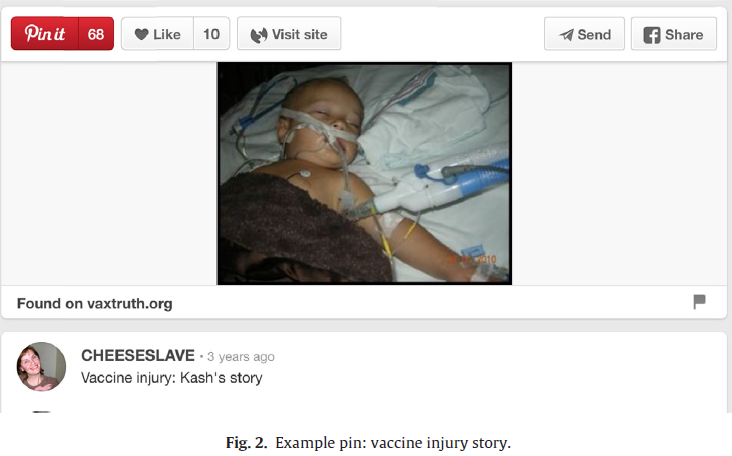 Pin it 68 Like 10 Visit site Send Share
Found on vaxtruth.org
CHEESESLAVE • 3 years ago
Vaccine injury: Kash's story
Fig. 2. Example pin: vaccine injury story.